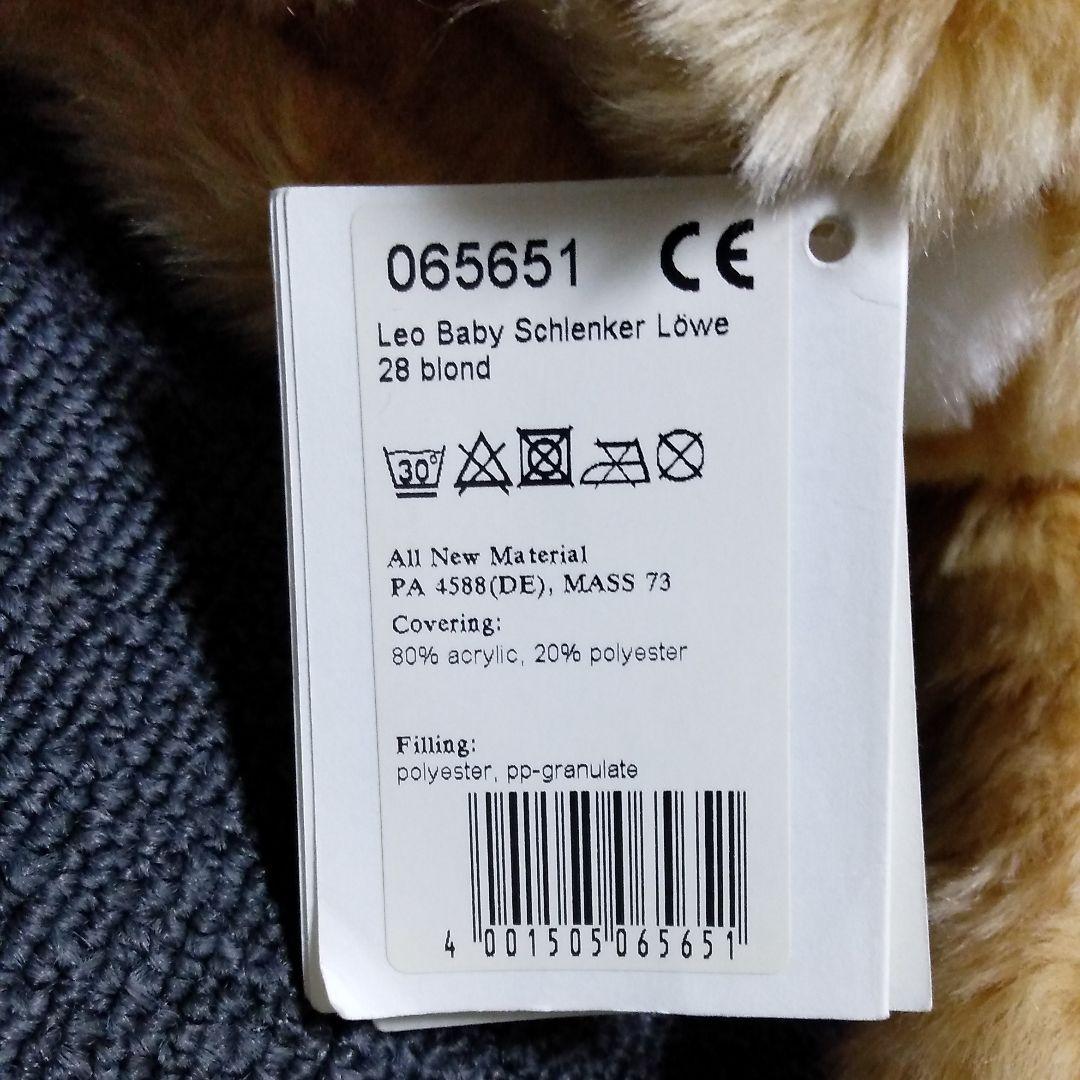 065651 CE
Leo Baby Schlenker Löwe
28 blond
30°
All New Material
PA 4588(DE), MASS 73
Covering:
80% acrylic, 20% polyester
Filling:
polyester, pp-granulate
4 001505 065651